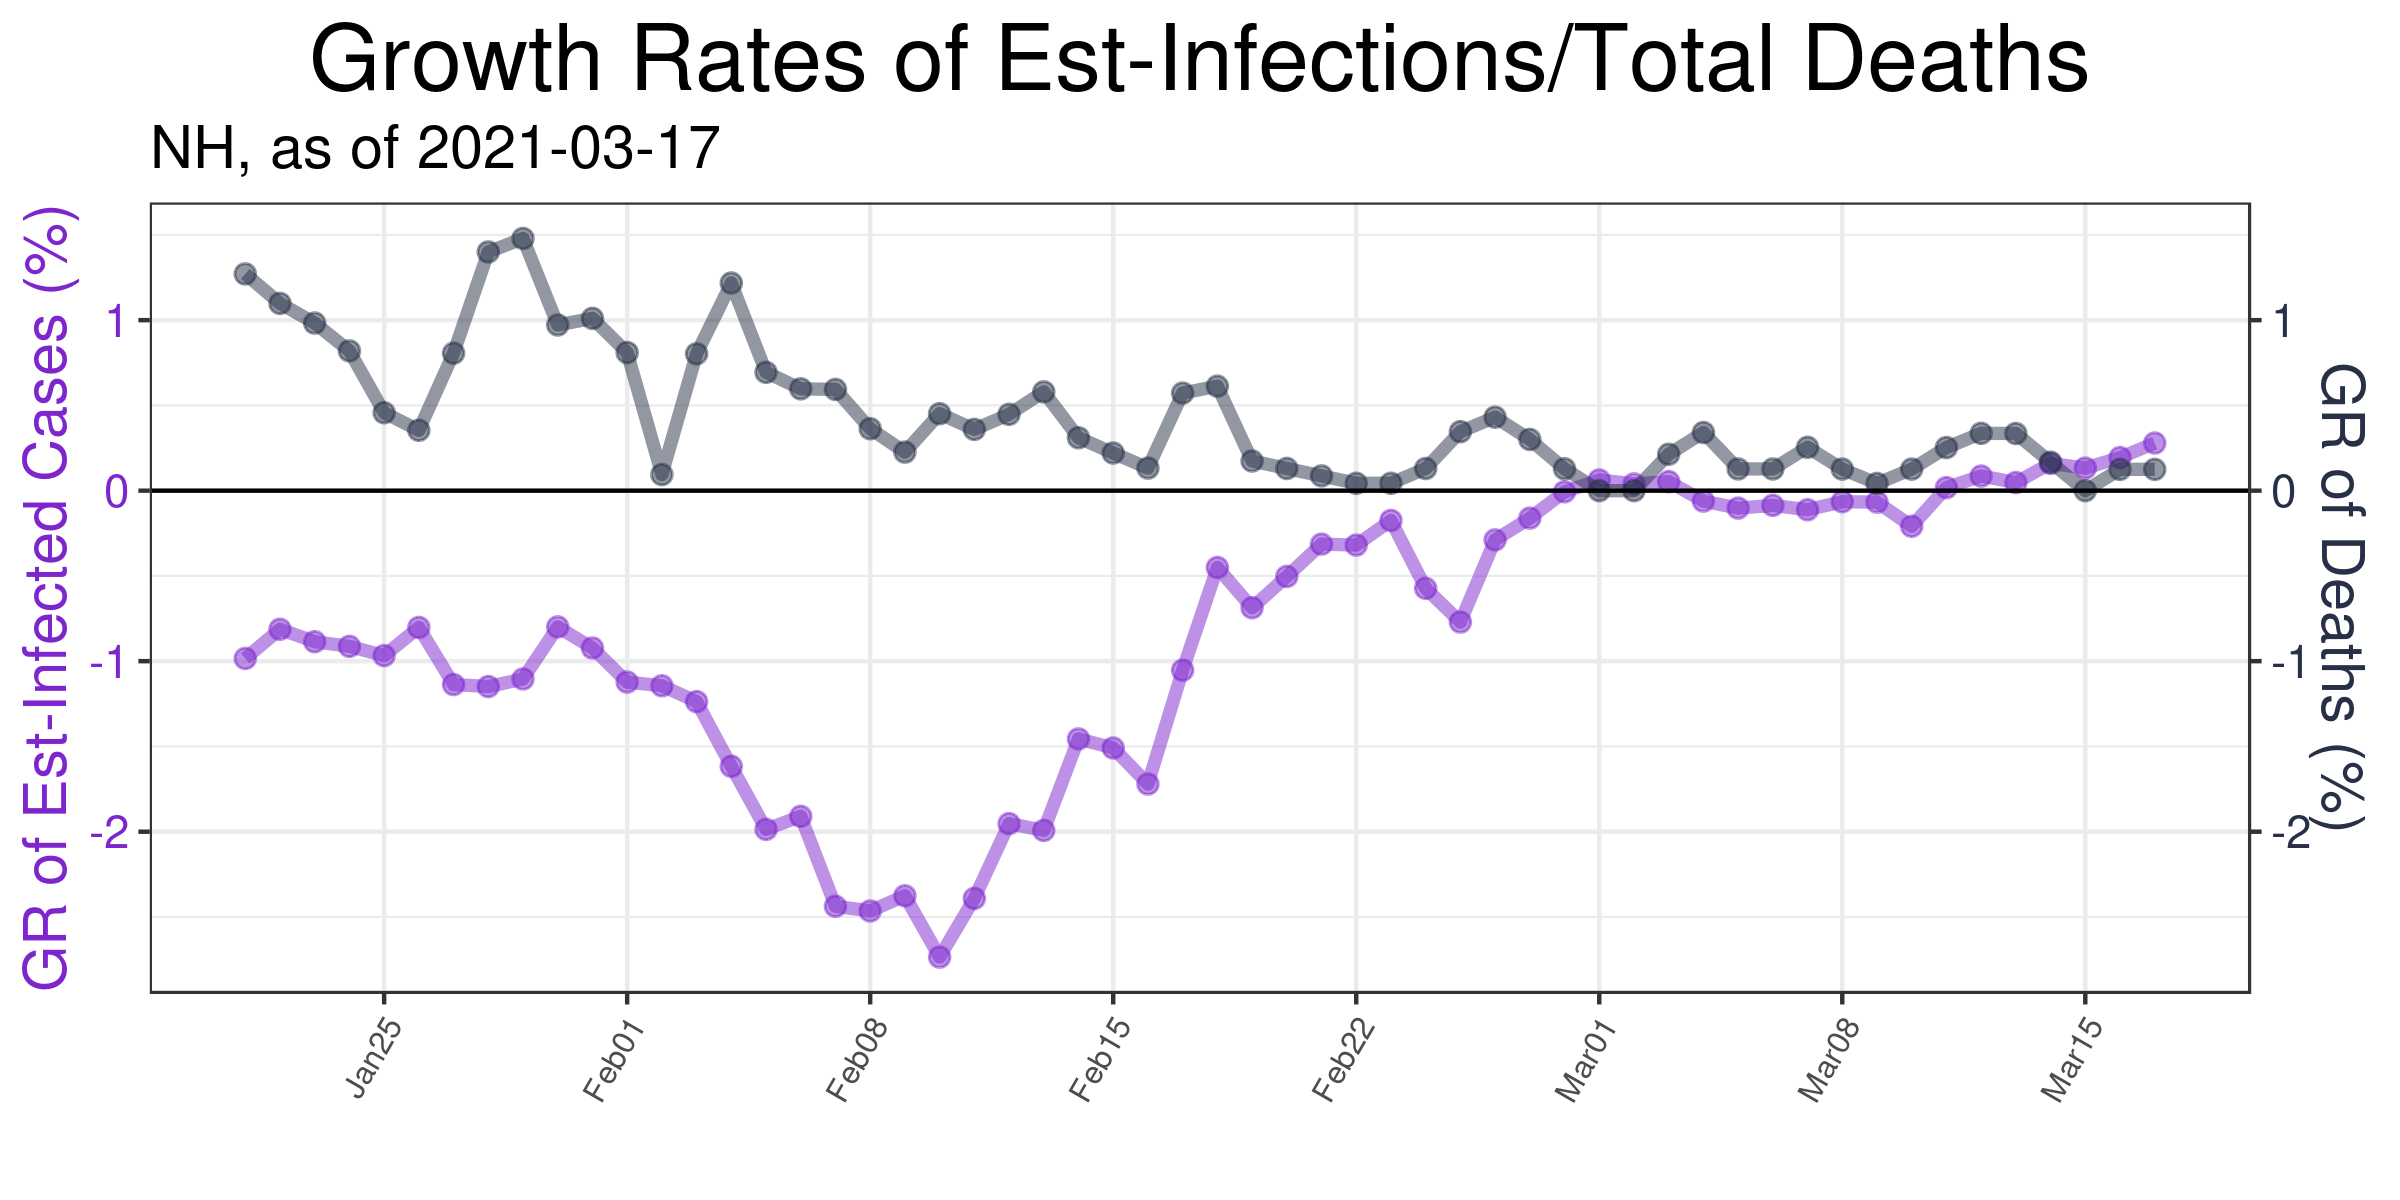 Growth Rates of Est-Infections/Total Deaths
NH, as of 2021-03-17
GR of Est-Infected Cases (%)
1
0
-1
-2
1
0
-1
-2
GR of Deaths (%)
Jan25
Feb01
Feb08
Feb15
Feb22
Mar01
Mar08
Mar15